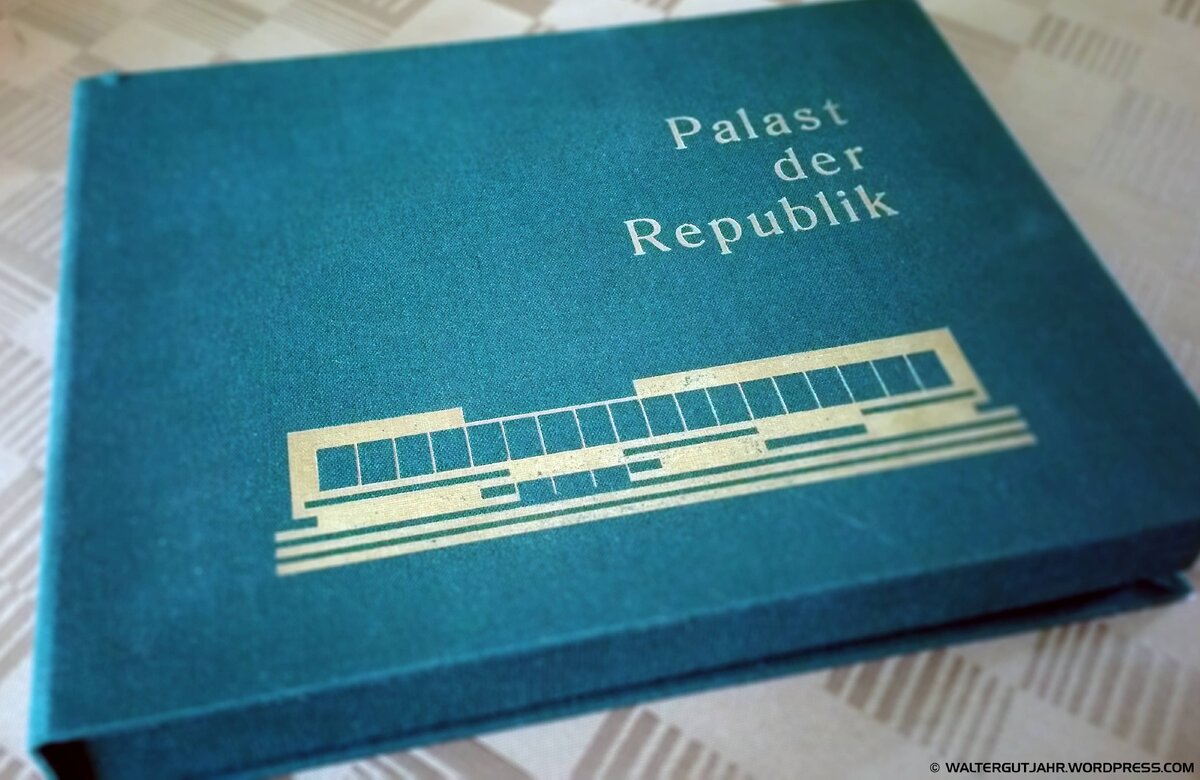 Palast
der
Republik
© WALTERGUTJAHR.WORDPRESS.COM